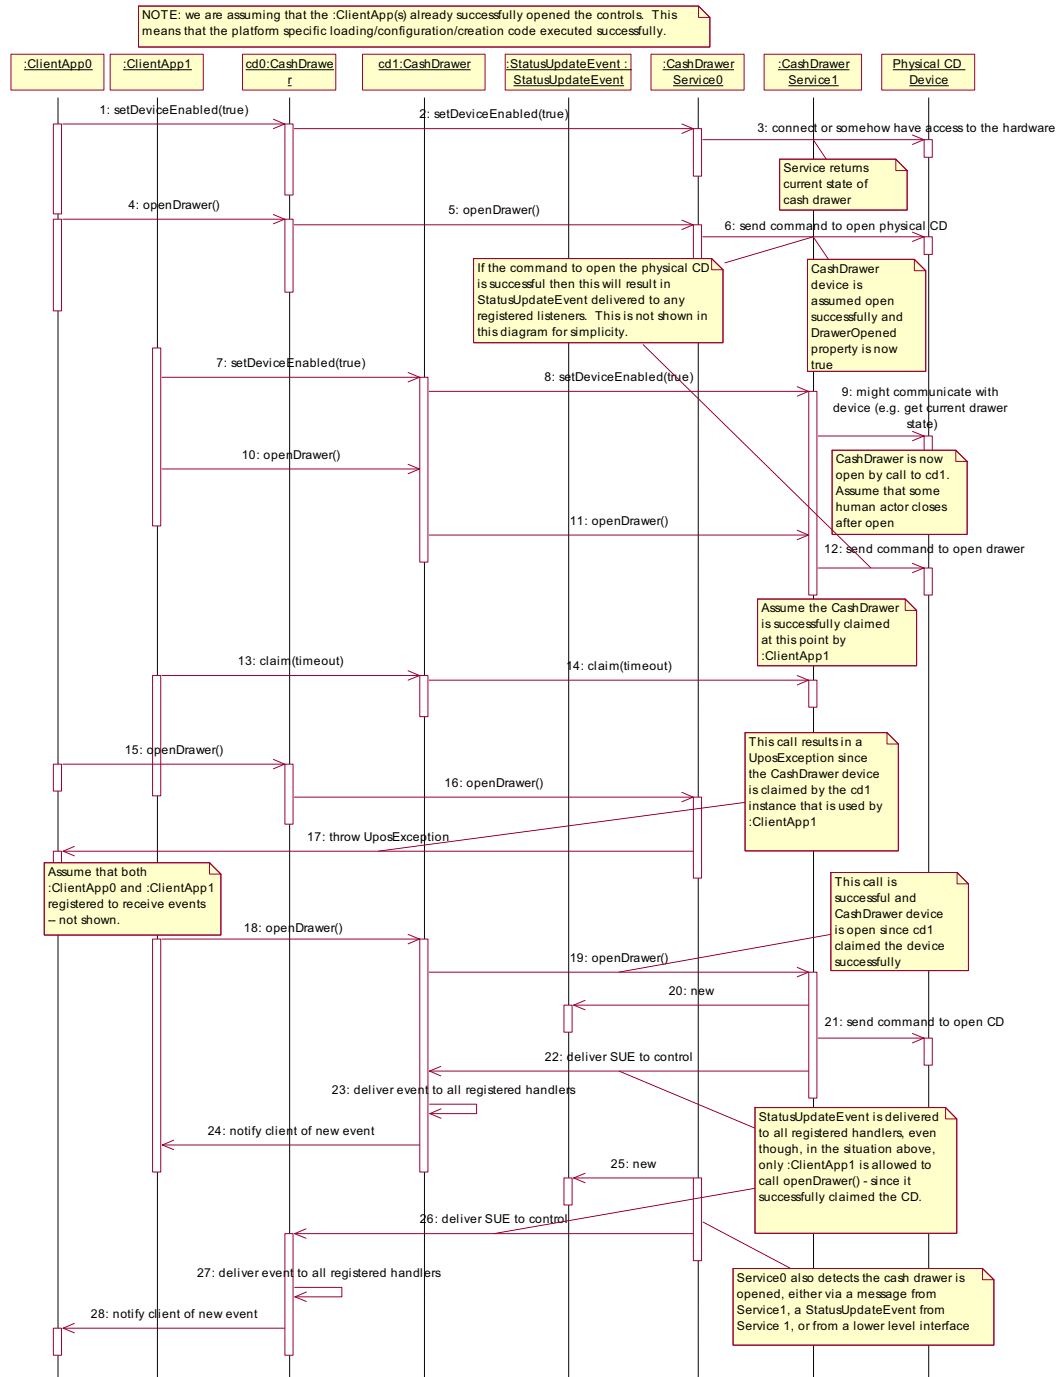 NOTE: we are assuming that the :ClientApp(s) already successfully opened the controls.  This
means that the platform specific loading/configuration/creation code executed successfully.
:ClientApp0
:ClientApp1
cd0:CashDrawe
r
cd1:CashDrawer
:StatusUpdateEvent :
StatusUpdateEvent
:CashDrawer
Service0
:CashDrawer
Service1
Physical CD
Device
1: setDeviceEnabled(true)
2: setDeviceEnabled(true)
3: connect or somehow have access to the hardware
Service returns
current state of
cash drawer
4: openDrawer()
5: openDrawer()
6: send command to open physical CD
If the command to open the physical CD
is successful then this will result in
StatusUpdateEvent delivered to any
registered listeners.  This is not shown in
this diagram for simplicity.
CashDrawer
device is
assumed open
successfully and
DrawerOpened
property is now
true
7: setDeviceEnabled(true)
8: setDeviceEnabled(true)
9: might communicate with
device (e.g. get current drawer
state)
10: openDrawer()
CashDrawer is now
open by call to cd1.
Assume that some
human actor closes
after open
11: openDrawer()
12: send command to open drawer
Assume the CashDrawer
is successfully claimed
at this point by
:ClientApp1
13: claim(timeout)
14: claim(timeout)
15: openDrawer()
This call results in a
UposException since
the CashDrawer device
is claimed by the cd1
instance that is used by
:ClientApp1
16: openDrawer()
17: throw UposException
Assume that both
:ClientApp0 and :ClientApp1
registered to receive events
-- not shown.
This call is
successful and
CashDrawer device
is open since cd1
claimed the device
successfully
18: openDrawer()
19: openDrawer()
20: new
21: send command to open CD
22: deliver SUE to control
23: deliver event to all registered handlers
24: notify client of new event
StatusUpdateEvent is delivered
to all registered handlers, even
though, in the situation above,
only :ClientApp1 is allowed to
call openDrawer() - since it
successfully claimed the CD.
25: new
26: deliver SUE to control
27: deliver event to all registered handlers
Service0 also detects the cash drawer is
opened, either via a message from
Service1, a StatusUpdateEvent from
Service 1, or from a lower level interface
28: notify client of new event